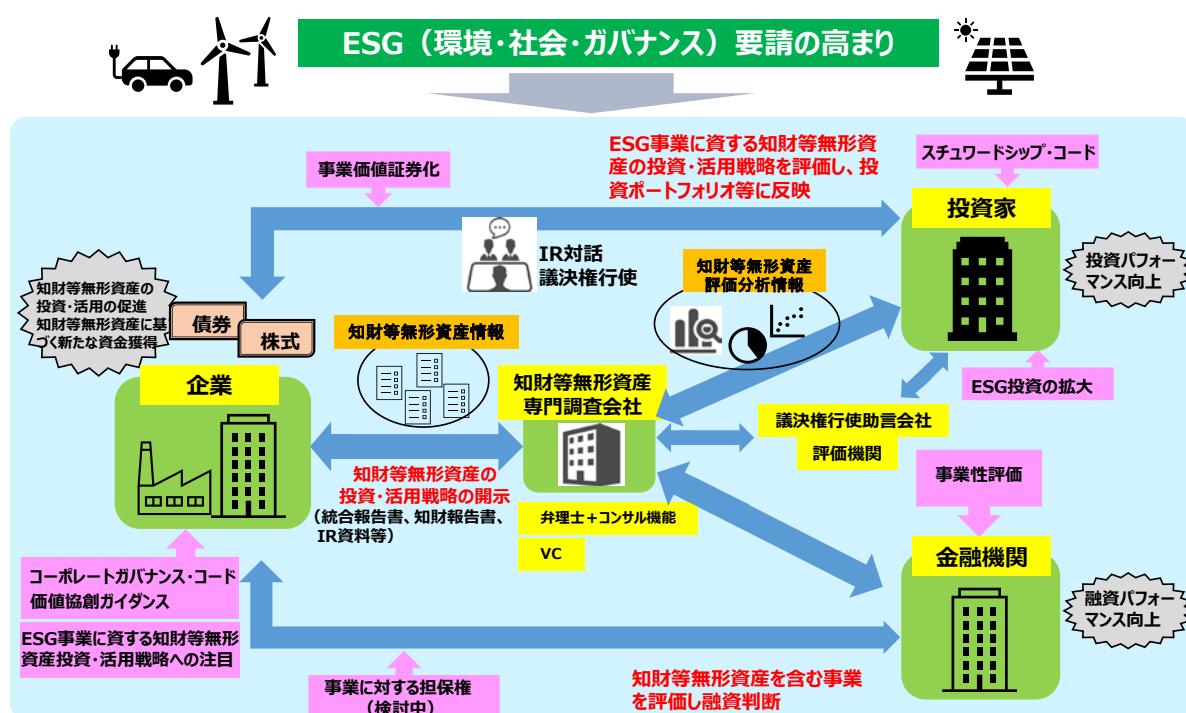 ESG（環境・社会・ガバナンス）要請の高まり
事業価値証券化
ESG事業に資する知財等無形資
産の投資・活用戦略を評価し、投
資ポートフォリオ等に反映
スチュワードシップ・コード
投資家
投資パフォー
マンス向上
IR対話
議決権行使
知財等無形資産
評価分析情報
知財等無形資産の
投資・活用の促進
知財等無形資産に基
づく新たな資金獲得
債券
株式
知財等無形資産情報
企業
知財等無形資産
専門調査会社
ESG投資の拡大
議決権行使助言会社
評価機関
知財等無形資産の
投資・活用戦略の開示
（統合報告書、知財報告書、
IR資料等）
弁理士＋コンサル機能
VC
事業性評価
金融機関
融資パフォー
マンス向上
コーポレートガバナンス・コード
価値協創ガイダンス
ESG事業に資する知財等無形
資産投資・活用戦略への注目
事業に対する担保権
（検討中）
知財等無形資産を含む事業
を評価し融資判断